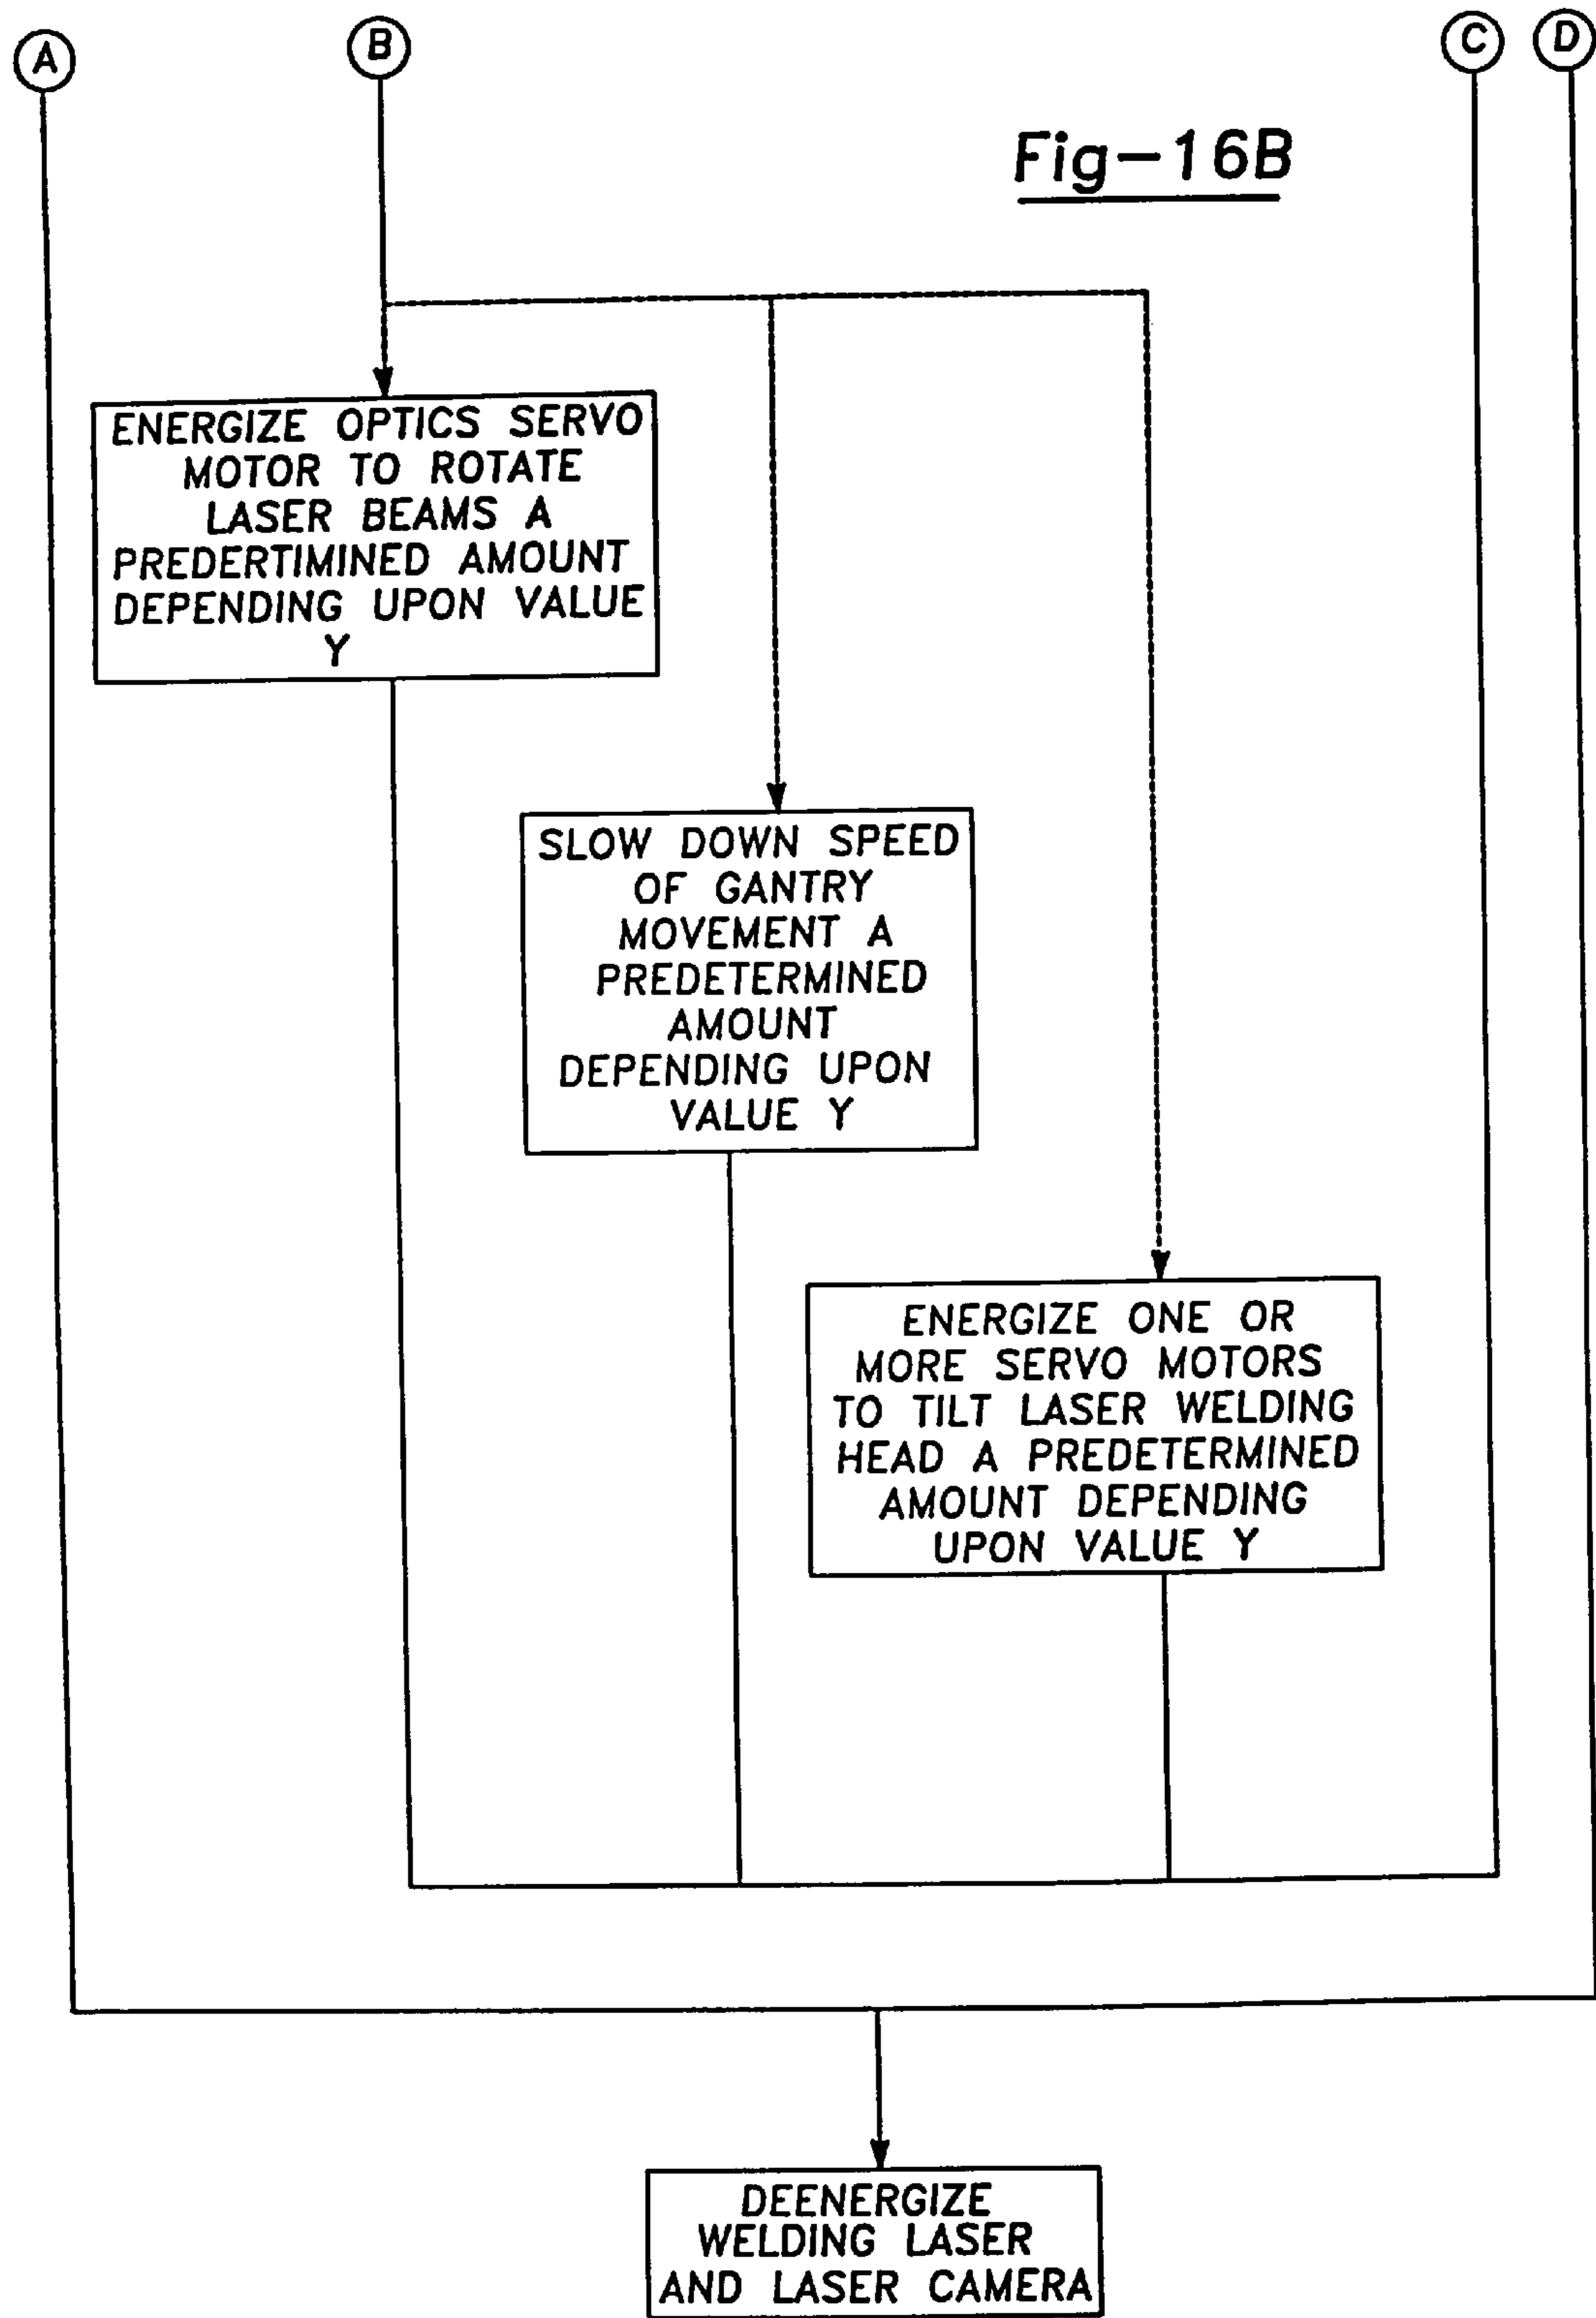 A
B
C
D
Fig-16B
ENERGIZE OPTICS SERVO
MOTOR TO ROTATE
LASER BEAMS A
PREDERTIMINED AMOUNT
DEPENDING UPON VALUE
Y
SLOW DOWN SPEED
OF GANTRY
MOVEMENT A
PREDETERMINED
AMOUNT
DEPENDING UPON
VALUE Y
ENERGIZE ONE OR
MORE SERVO MOTORS
TO TILT LASER WELDING
HEAD A PREDETERMINED
AMOUNT DEPENDING
UPON VALUE Y
DEENERGIZE
WELDING LASER
AND LASER CAMERA